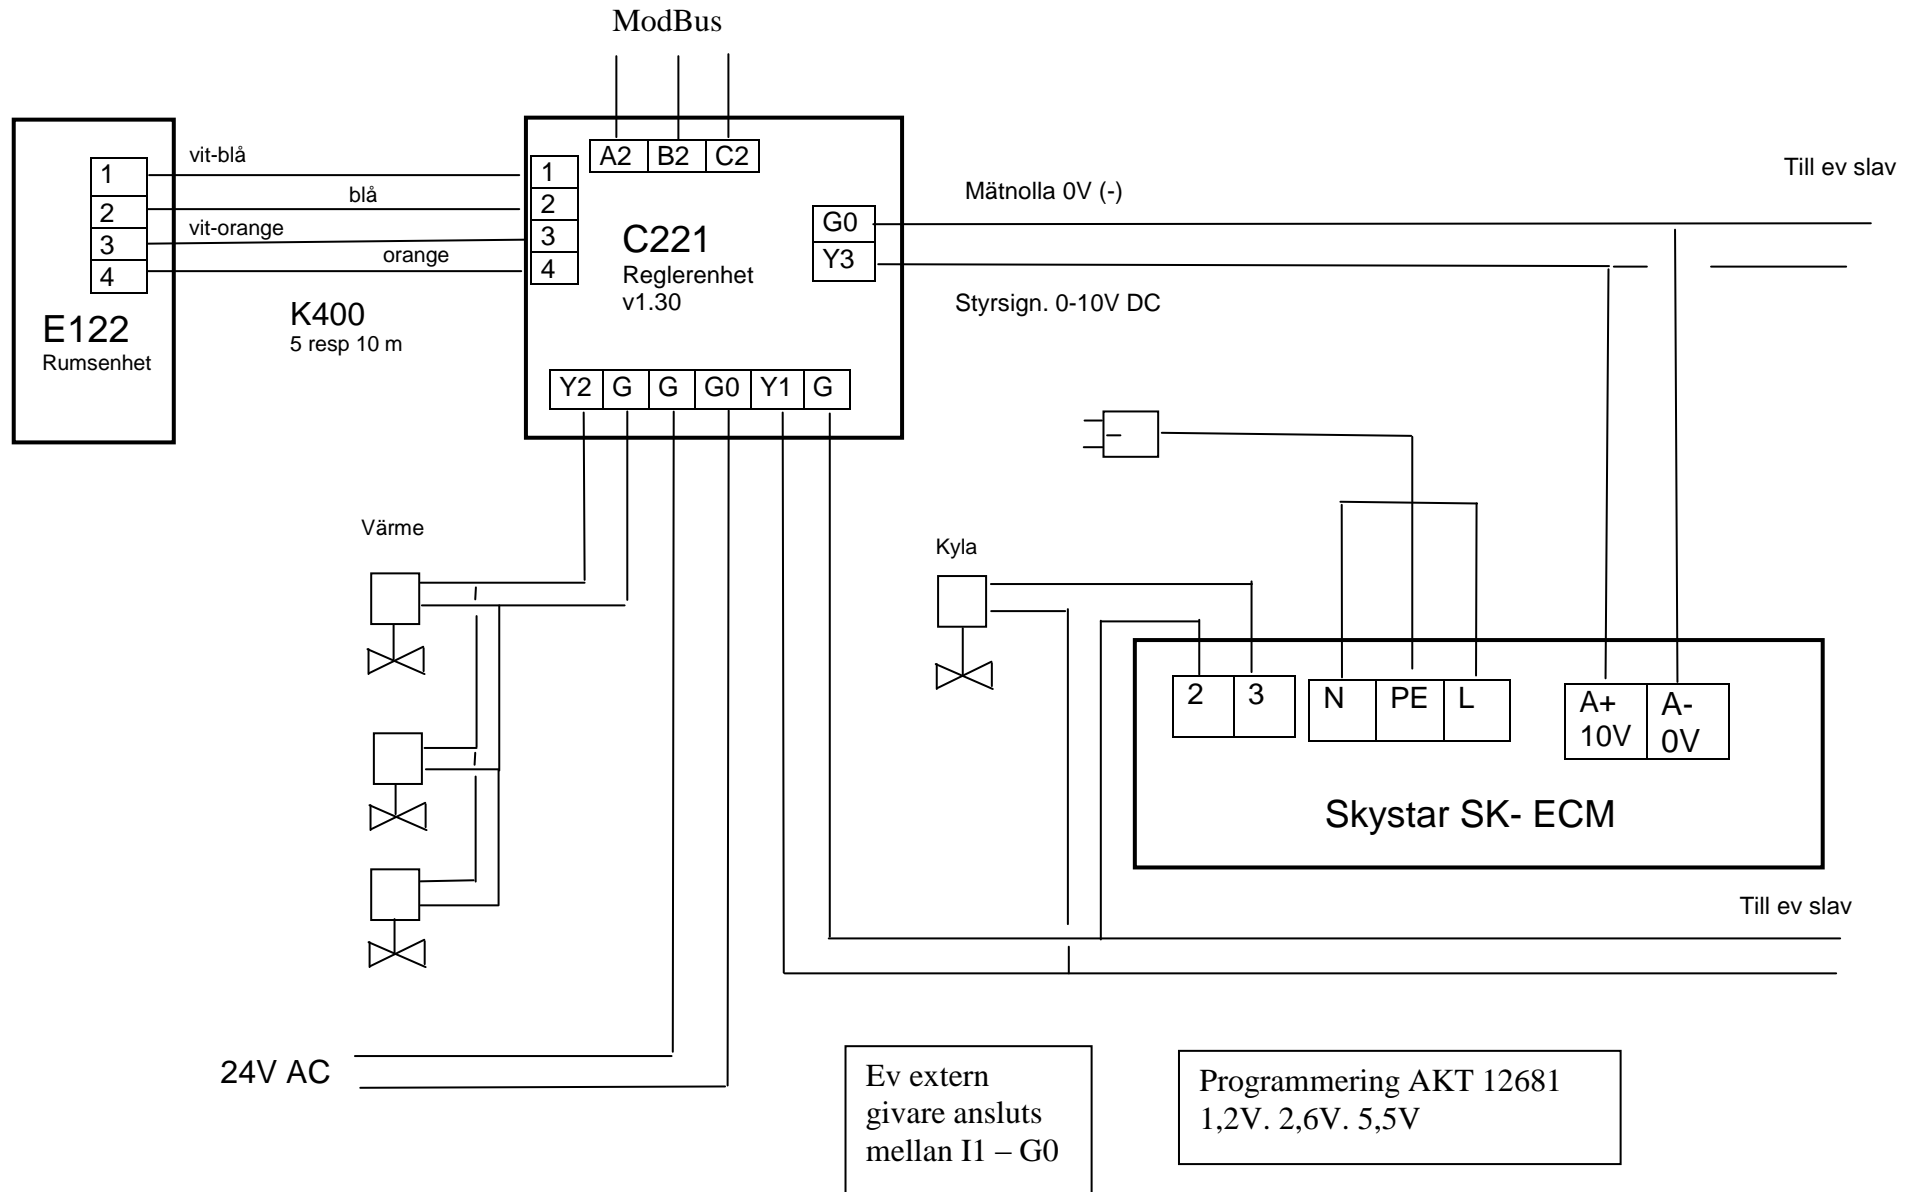 ModBus
1
2
3
4
E122
Rumsenhet
vit-blå
blå
vit-orange
orange
K400
5 resp 10 m
1
2
3
4
A2 B2 C2
C221
Reglerenhet
v1.30
G0
Y3
Y2 G G G0 Y1 G
Mätnolla 0V (-)
Till ev slav
Styrsign. 0-10V DC
Värme
Kyla
2 3 N PE L
A+ A-
10V 0V
Skystar SK- ECM
Till ev slav
24V AC
Ev extern
givare ansluts
mellan I1 – G0
Programmering AKT 12681
1,2V. 2,6V. 5,5V